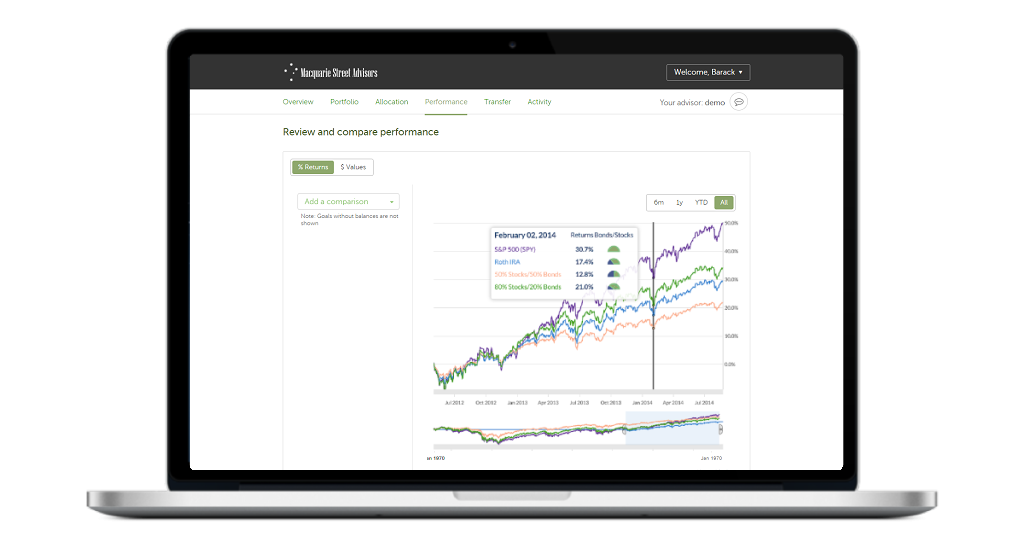 Macquarie Street Advisors
Welcome, Barack
Overview Portfolio Allocation Performance Transfer Activity Your advisor: demo
Review and compare performance
% Returns $ Values
Add a comparison
Note: Goals without balances are not
shown
6m 1y YTD All
February 02, 2014 Returns Bonds/Stocks
S&P 500 (SPY) 30.7%
Roth IRA 17.4%
50% Stocks/50% Bonds 12.8%
80% Stocks/20% Bonds 21.0%
50.0%
40.0%
30.0%
20.0%
10.0%
0.0%
Jul 2012 Oct 2012 Jan 2013 Apr 2013 Jul 2013 Oct 2013 Jan 2014 Apr 2014 Jul 2014
an 1970 Jan 1970